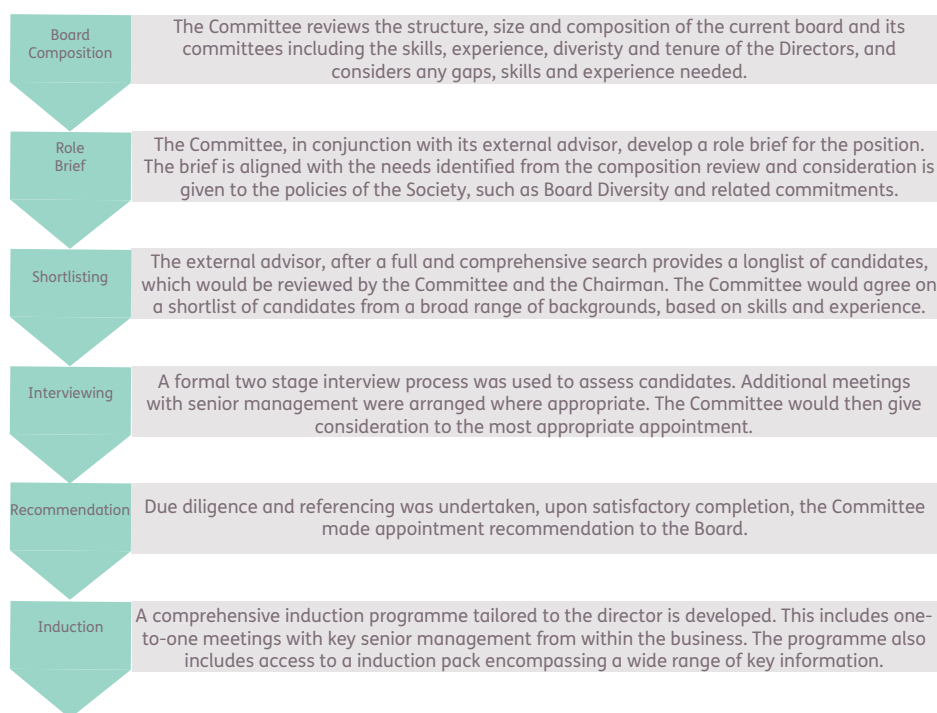 Board
Composition
The Committee reviews the structure, size and composition of the current board and its
committees including the skills, experience, diveristy and tenure of the Directors, and
considers any gaps, skills and experience needed.
Role
Brief
The Committee, in conjunction with its external advisor, develop a role brief for the position.
The brief is aligned with the needs identified from the composition review and consideration is
given to the policies of the Society, such as Board Diversity and related commitments.
Shortlisting
The external advisor, after a full and comprehensive search provides a longlist of candidates,
which would be reviewed by the Committee and the Chairman. The Committee would agree on
a shortlist of candidates from a broad range of backgrounds, based on skills and experience.
Interviewing
A formal two stage interview process was used to assess candidates. Additional meetings
with senior management were arranged where appropriate. The Committee would then give
consideration to the most appropriate appointment.
Recommendation
Due diligence and referencing was undertaken, upon satisfactory completion, the Committee
made appointment recommendation to the Board.
Induction
A comprehensive induction programme tailored to the director is developed. This includes one-
to-one meetings with key senior management from within the business. The programme also
includes access to a induction pack encompassing a wide range of key information.